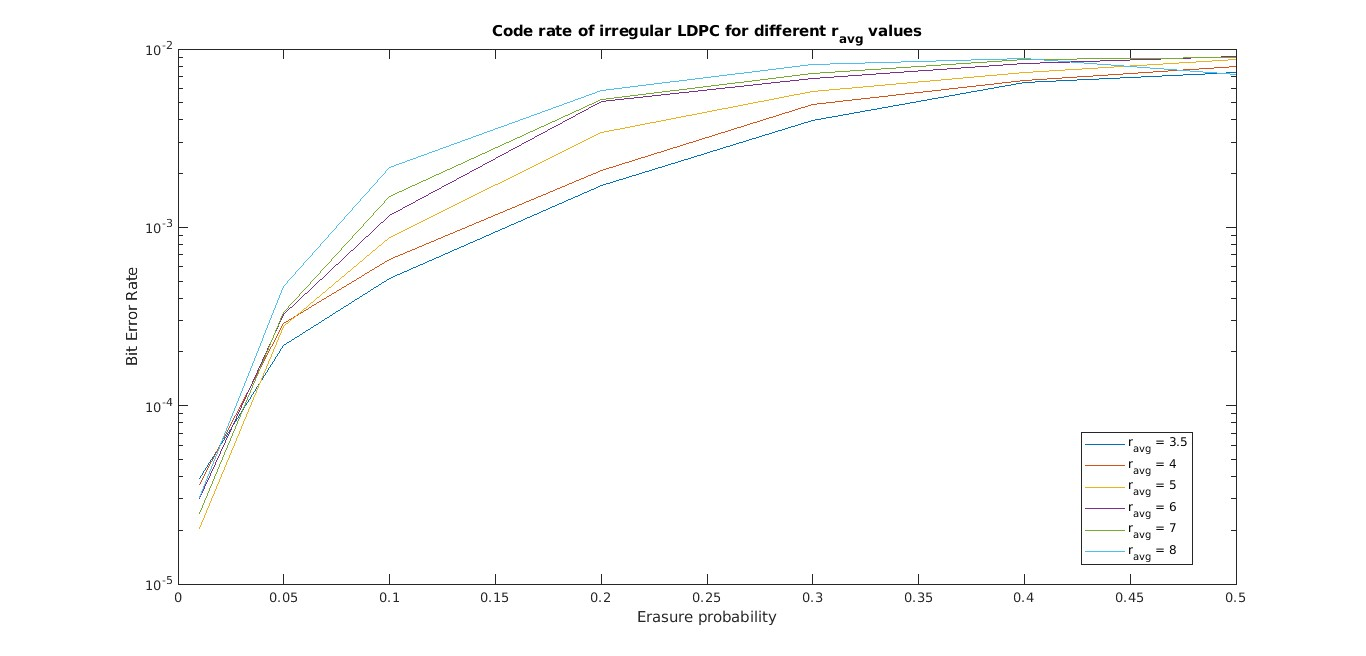 Code rate of irregular LDPC for different r_avg values
10^-2
10^-3
10^-4
10^-5
Bit Error Rate
0 0.05 0.1 0.15 0.2 0.25 0.3 0.35 0.4 0.45 0.5
Erasure probability
r_avg = 3.5
r_avg = 4
r_avg = 5
r_avg = 6
r_avg = 7
r_avg = 8